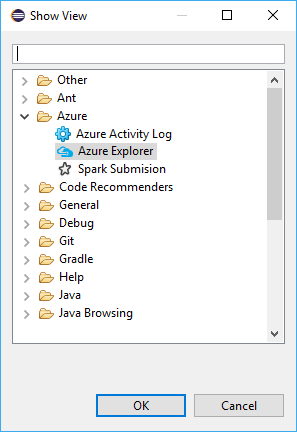 Show View
Other
Ant
Azure
Azure Activity Log
Azure Explorer
Spark Submision
Code Recommenders
General
Debug
Git
Gradle
Help
Java
Java Browsing
OK
Cancel